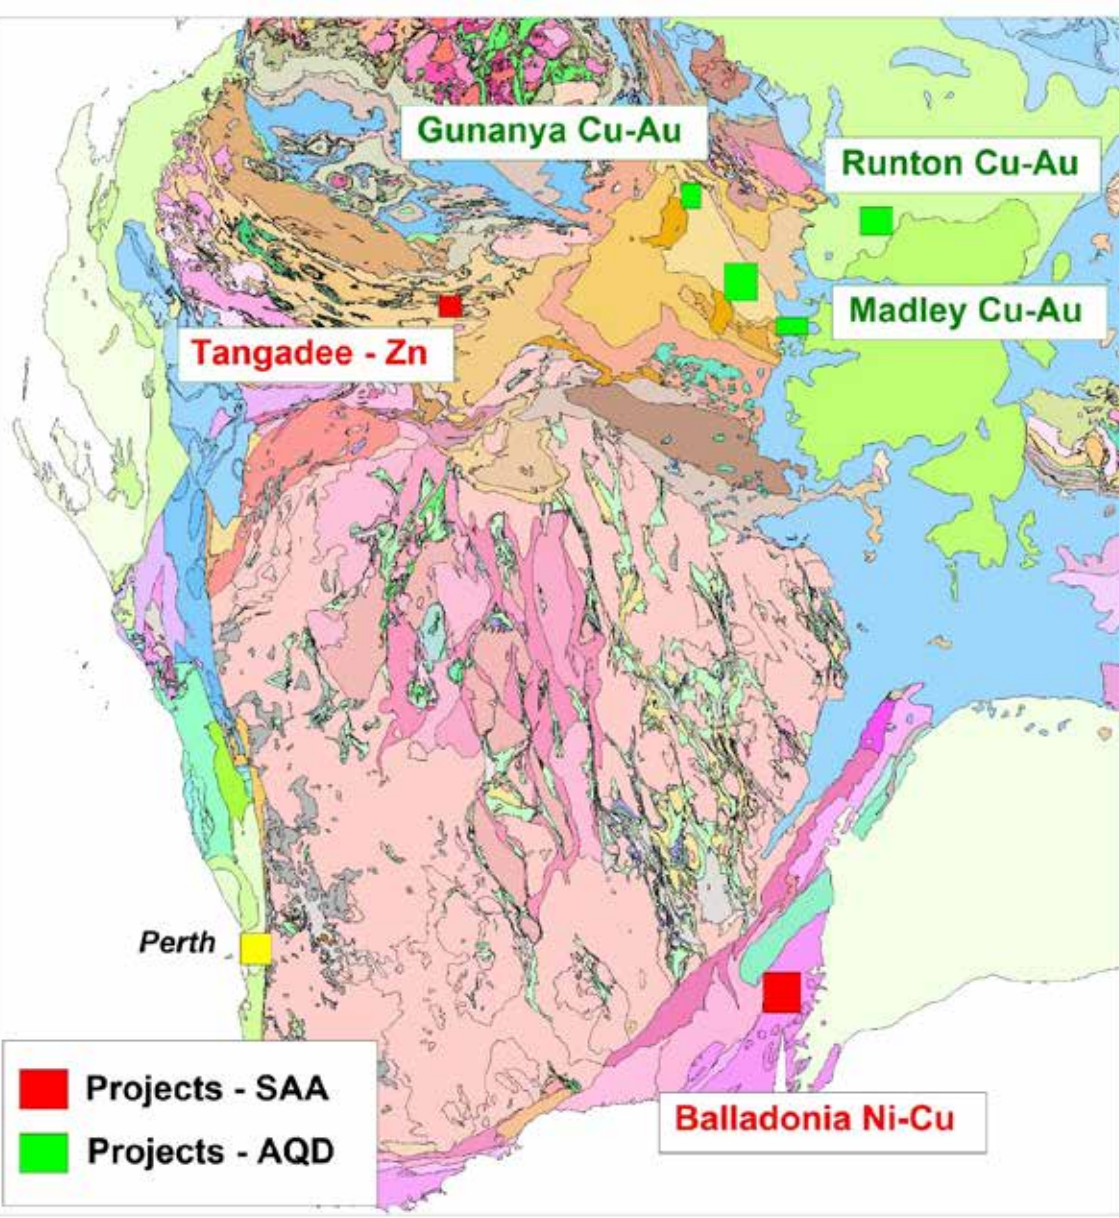 Gunanya Cu-Au
Runton Cu-Au
Madley Cu-Au
Tangadee - Zn
Perth
Projects - SAA
Projects - AQD
Balladonia Ni-Cu